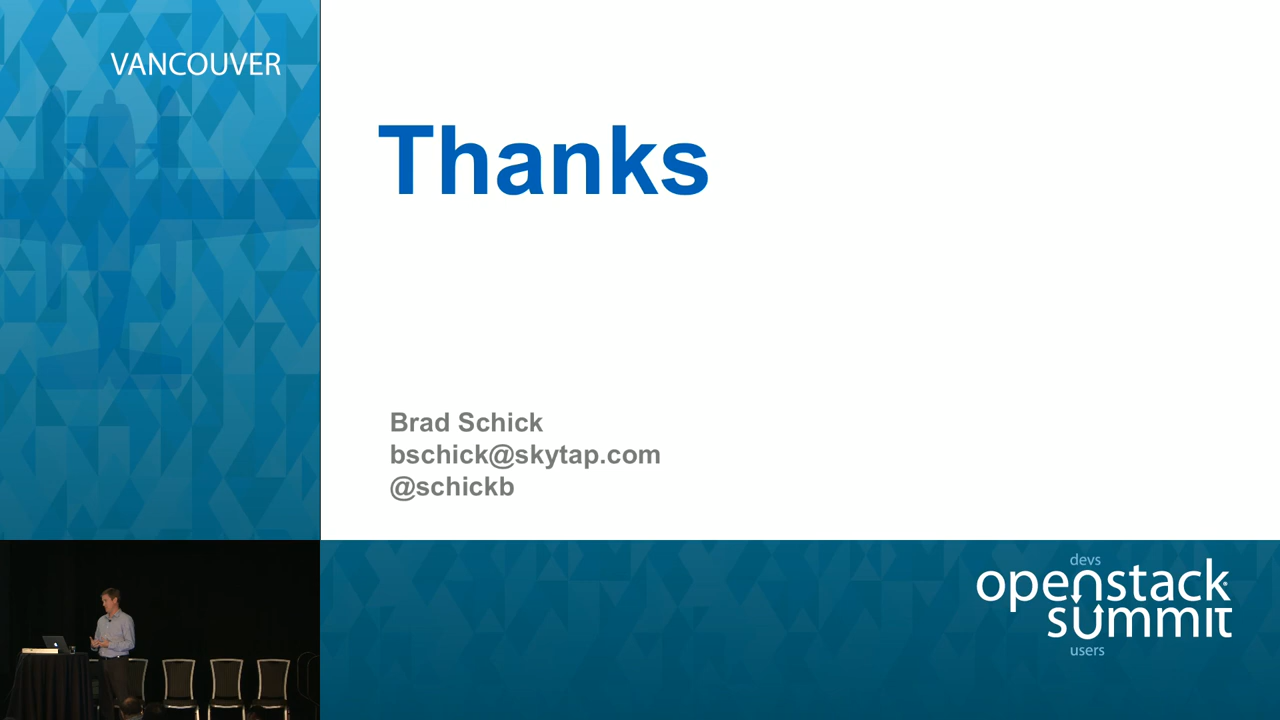 VANCOUVER
Thanks
Brad Schick
bschick@skytap.com
@schickb
devs
openstack
summit
users